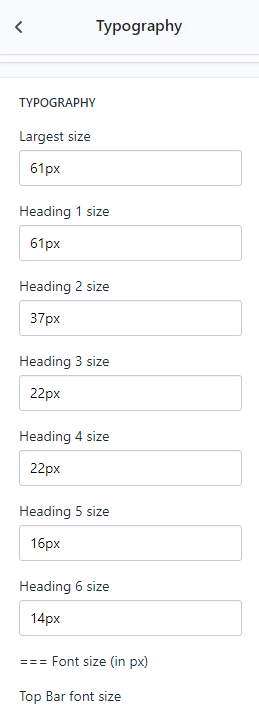 Typography
TYPOGRAPHY
Largest size
61px
Heading 1 size
61px
Heading 2 size
37px
Heading 3 size
22px
Heading 4 size
22px
Heading 5 size
16px
Heading 6 size
14px
=== Font size (in px)
Top Bar font size